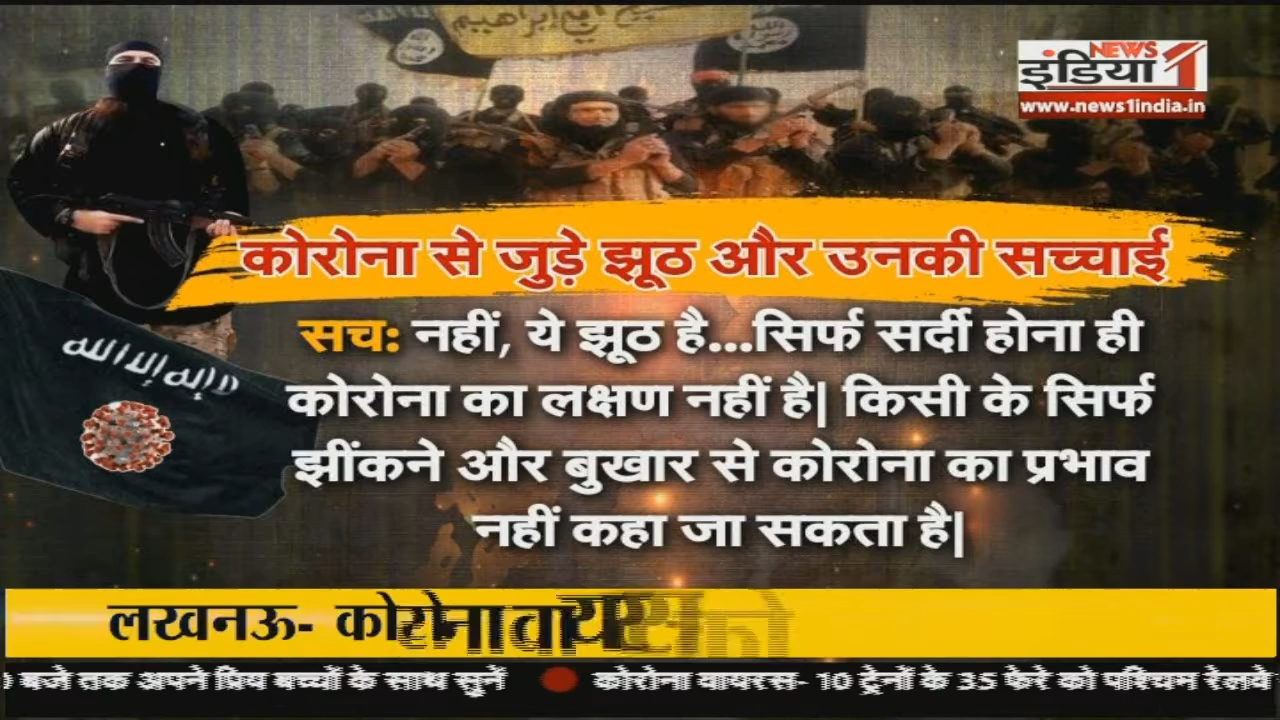 NEWS
इंडिया 1
www.news1india.in
कोरोना से जुड़े झूठ और उनकी सच्चाई
सच: नहीं, ये झूठ है...सिर्फ सर्दी होना ही
कोरोना का लक्षण नहीं है| किसी के सिर्फ
झींकने और बुखार से कोरोना का प्रभाव
नहीं कहा जा सकता है|
लखनऊ- कोरोना वायरस को
बजे तक अपने प्रिय बच्चों के साथ सुनें
कोरोना वायरस- 10 ट्रेनों के 35 फेरे को पश्चिम रेलवे